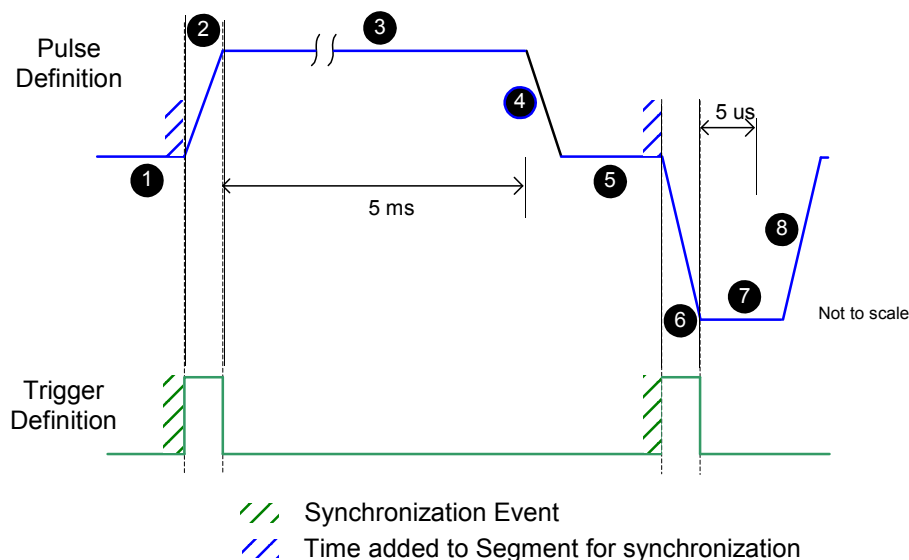 2
3
Pulse
Definition
4
5 us
1
5
5 ms
8
7
6
Not to scale
Trigger
Definition
Synchronization Event
Time added to Segment for synchronization